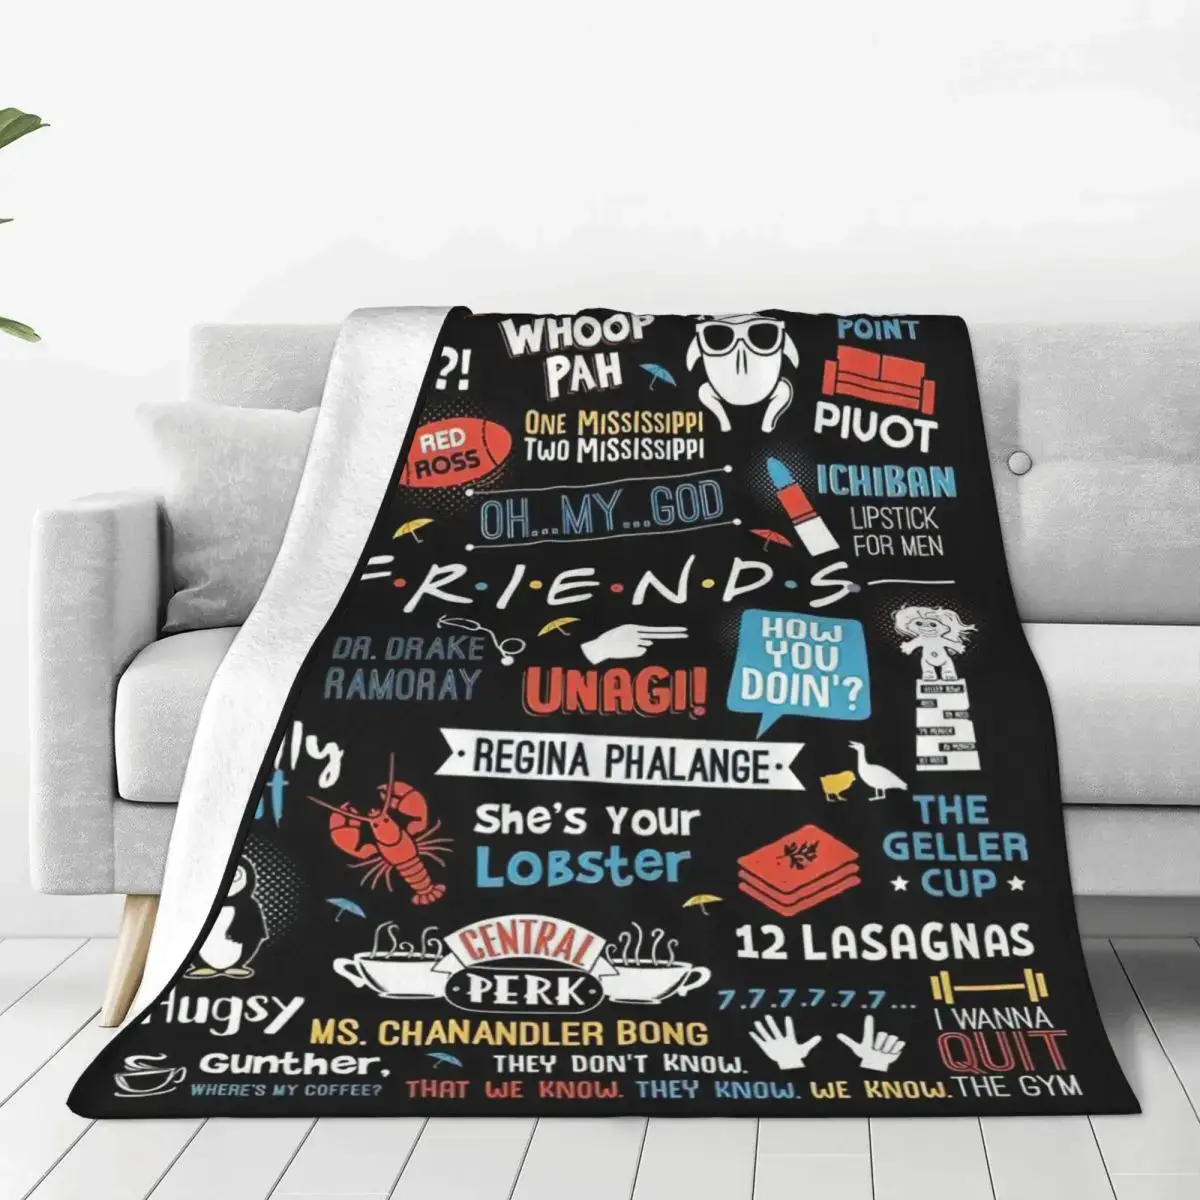 WHOOP
PAH
?!
POINT
PIVOT
ONE MISSISSIPPI
TWO MISSISSIPPI
RED
ROSS
OH...MY...GOD
ICHIBAN
LIPSTICK
FOR MEN
F·R·I·E·N·D·S
DR. DRAKE
RAMORAY
UNAGI!
HOW
YOU
DOIN'?
· REGINA PHALANGE ·
SHE'S YOUR
LOBSTER
THE
GELLER
CUP
12 LASAGNAS
CENTRAL
PERK
7.7.7.7.7.7...
Hugsy
MS. CHANANDLER BONG
I WANNA
QUIT
THE GYM
GUNTHER,
WHERE'S MY COFFEE?
THEY DON'T KNOW.
THAT WE KNOW. THEY KNOW. WE KNOW.